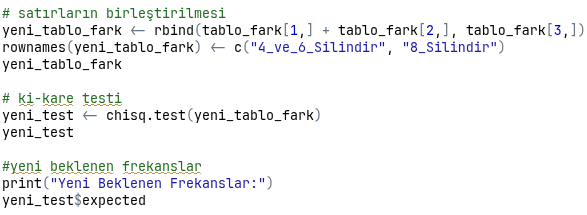 # satırların birleştirilmesi
yeni_tablo_fark <- rbind(tablo_fark[1,] + tablo_fark[2,], tablo_fark[3,])
rownames(yeni_tablo_fark) <- c("4_ve_6_Silindir", "8_Silindir")
yeni_tablo_fark
# ki-kare testi
yeni_test <- chisq.test(yeni_tablo_fark)
yeni_test
#yeni beklenen frekanslar
print("Yeni Beklenen Frekanslar:")
yeni_test$expected